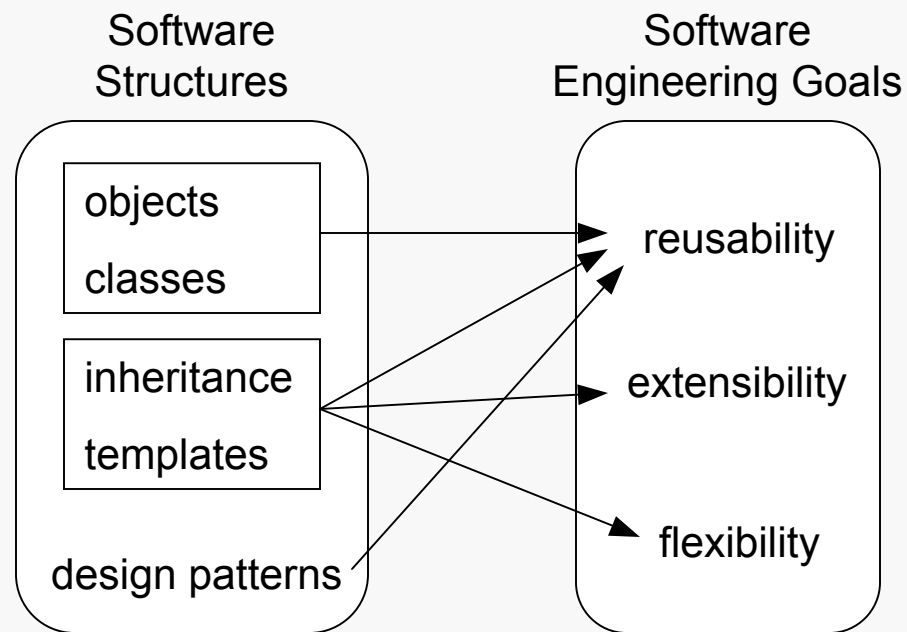 Software
Structures
objects
classes
inheritance
templates
design patterns
Software
Engineering Goals
reusability
extensibility
flexibility